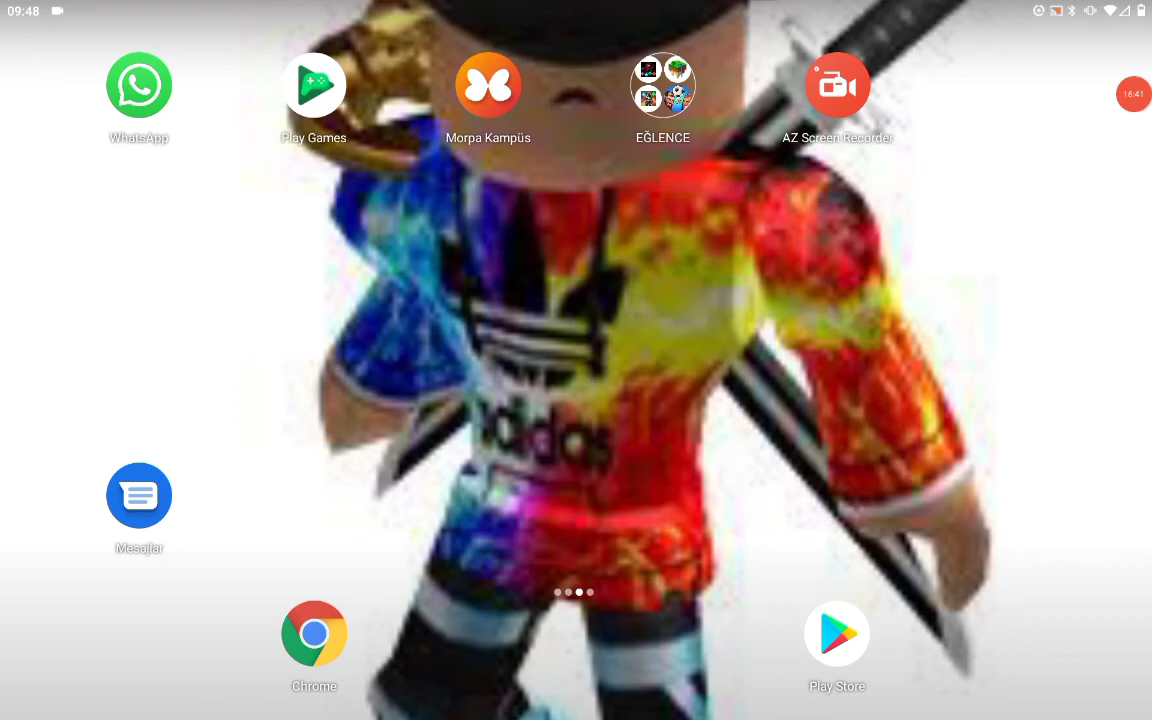 09:48
16:41
WhatsApp
Play Games
Morpa Kampüs
EĞLENCE
AZ Screen Recorder
adidas
Mesajlar
Chrome
Play Store